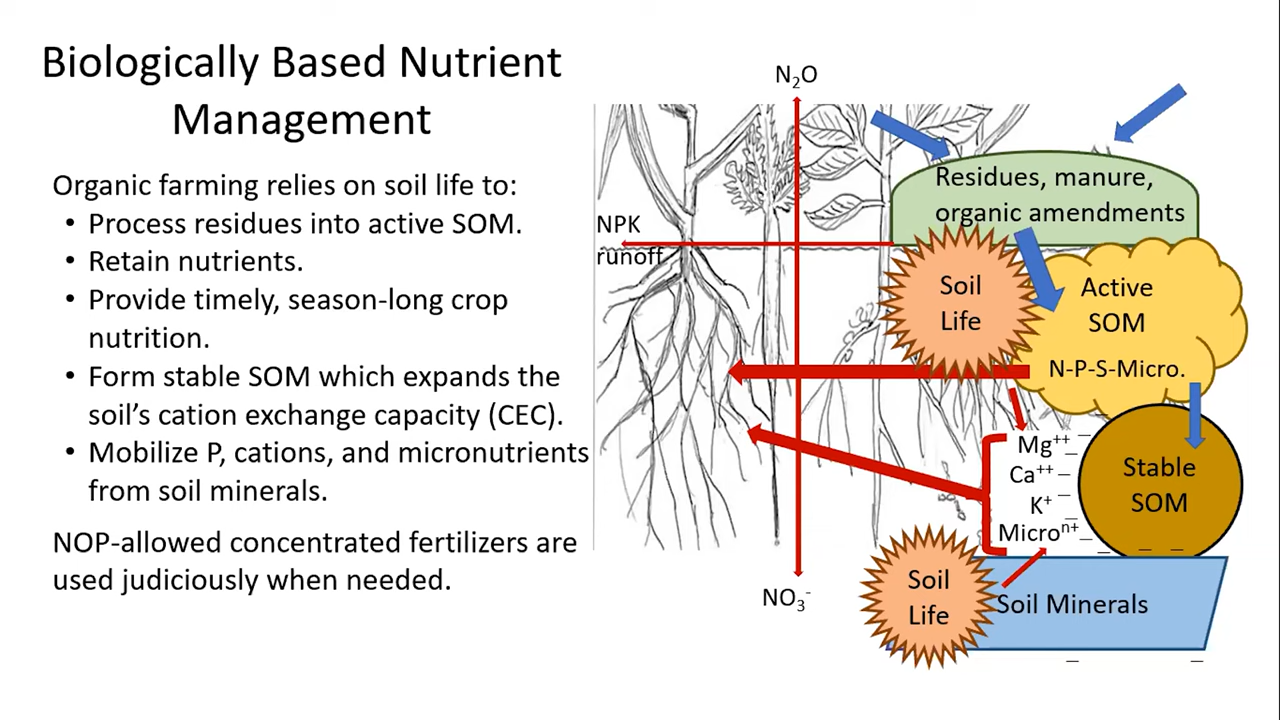 Biologically Based Nutrient
Management
Organic farming relies on soil life to:
• Process residues into active SOM.
• Retain nutrients.
• Provide timely, season-long crop
nutrition.
• Form stable SOM which expands the
soil's cation exchange capacity (CEC).
• Mobilize P, cations, and micronutrients
from soil minerals.
NOP-allowed concentrated fertilizers are
used judiciously when needed.
N₂O
NPK
runoff
Residues, manure,
organic amendments
Soil
Life
Active
SOM
N-P-S-Micro.
Mg⁺⁺
Ca⁺⁺
K⁺
Microⁿ⁺
Stable
SOM
NO₃⁻
Soil
Life
Soil Minerals